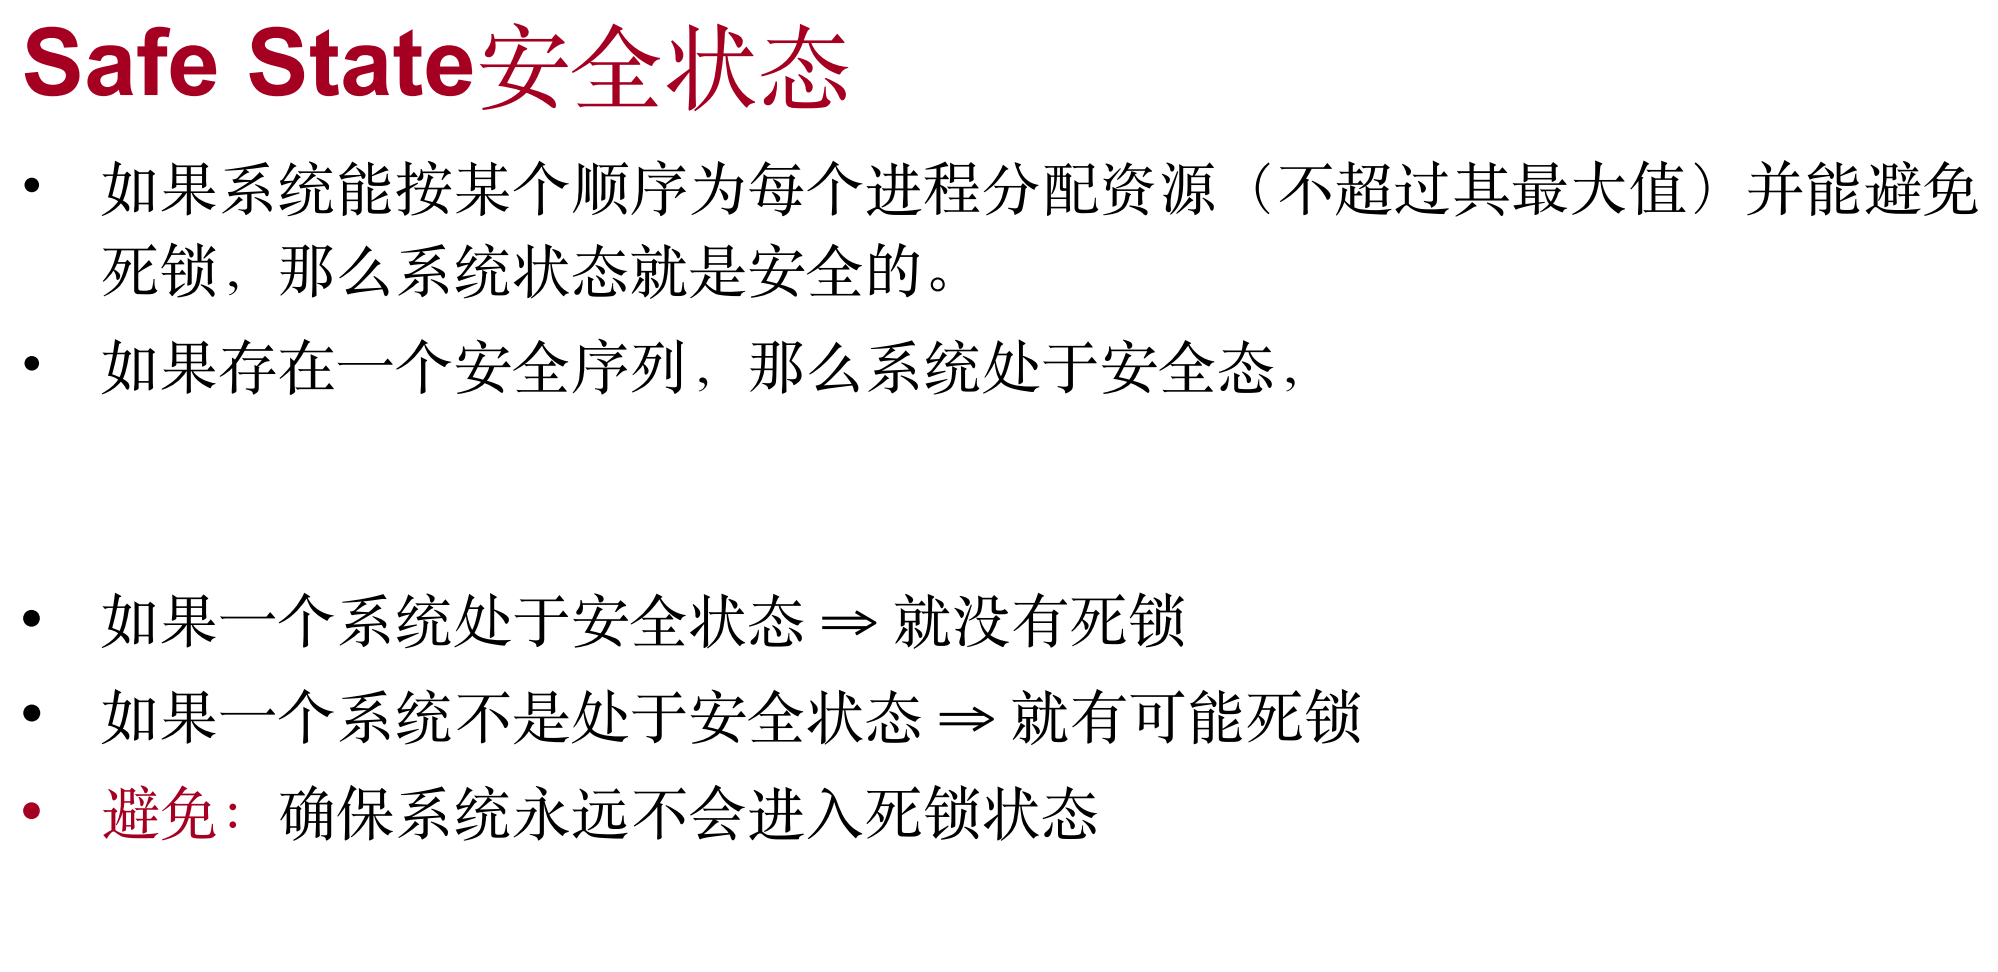 Safe State安全状态
• 如果系统能按某个顺序为每个进程分配资源（不超过其最大值）并能避免
死锁，那么系统状态就是安全的。
• 如果存在一个安全序列，那么系统处于安全态，
• 如果一个系统处于安全状态 ⇒ 就没有死锁
• 如果一个系统不是处于安全状态 ⇒ 就有可能死锁
• 避免：确保系统永远不会进入死锁状态